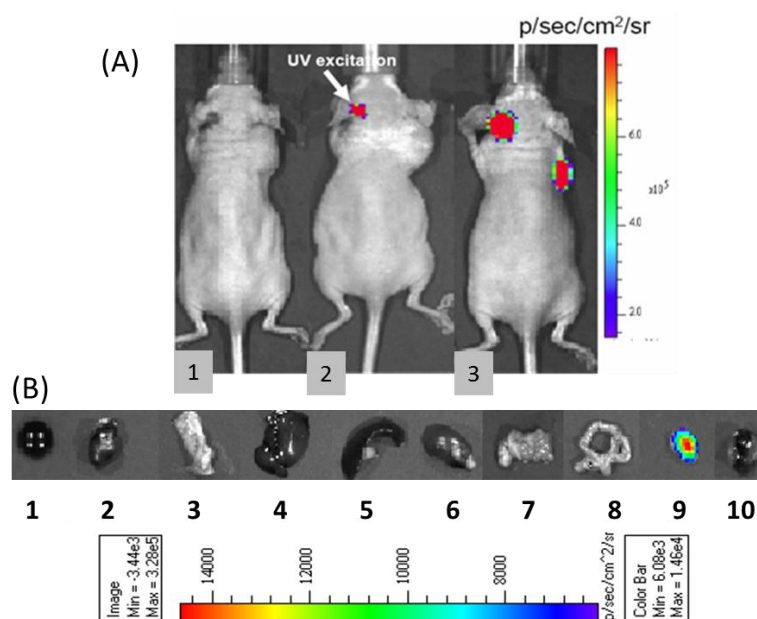 p/sec/cm²/sr
(A)
UV excitation
6.0
x10⁵
4.0
2.0
1 2 3
(B)
1 2 3 4 5 6 7 8 9 10
Image
Min = -3.44e3
Max = 3.28e5
14000 12000 10000 8000
p/sec/cm^2/sr
Color Bar
Min = 6.08e3
Max = 1.46e4